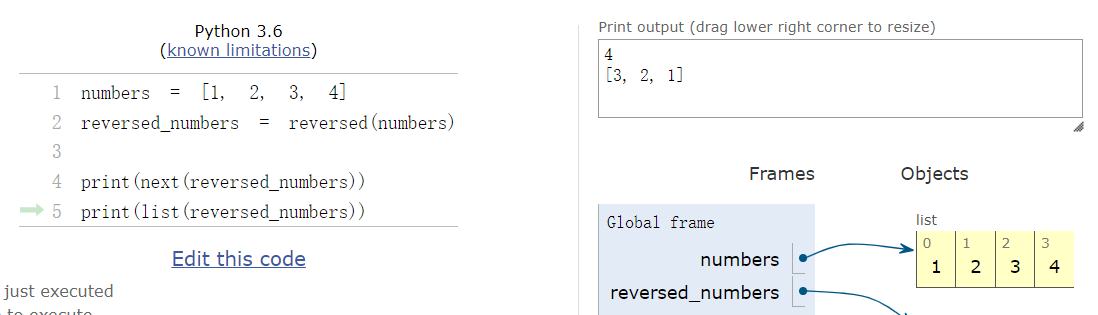 Python 3.6
(known limitations)
1 numbers = [1, 2, 3, 4]
2 reversed_numbers = reversed(numbers)
3
4 print(next(reversed_numbers))
5 print(list(reversed_numbers))
Edit this code
just executed
to execute
Print output (drag lower right corner to resize)
4
[3, 2, 1]
Frames
Objects
Global frame
numbers
reversed_numbers
list
0 1 2 3
1 2 3 4